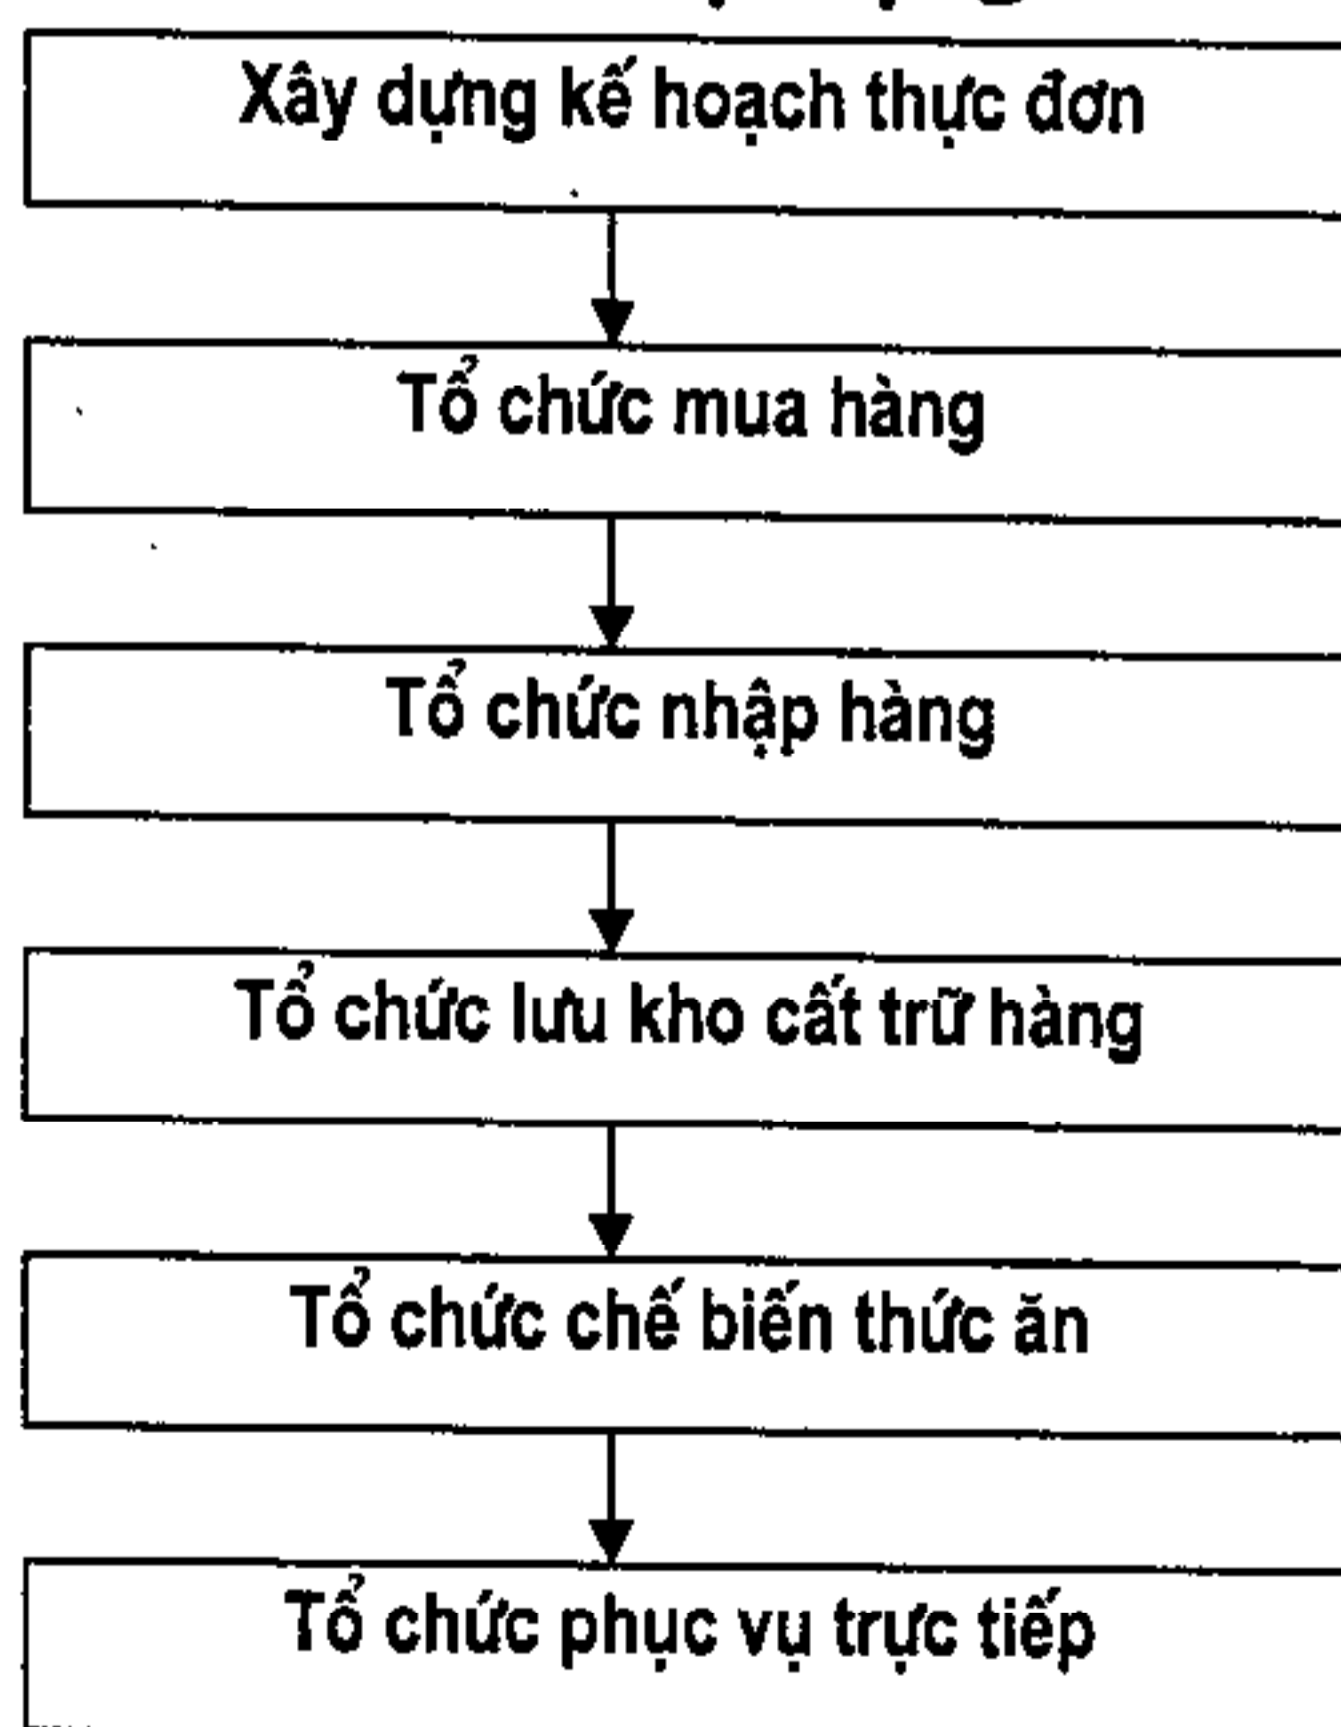 Xây dựng kế hoạch thực đơn
Tổ chức mua hàng
Tổ chức nhập hàng
Tổ chức lưu kho cất trữ hàng
Tổ chức chế biến thức ăn
Tổ chức phục vụ trực tiếp